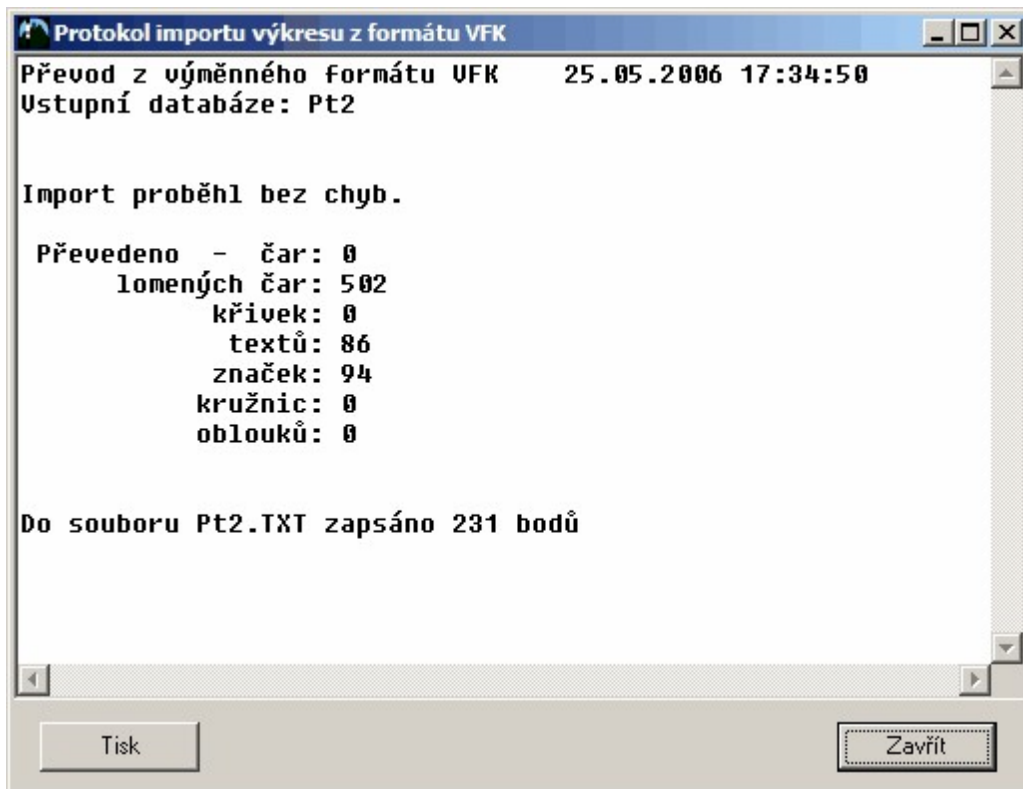 Protokol importu výkresu z formátu VFK
Převod z výměnného formátu VFK 25.05.2006 17:34:50
Vstupní databáze: Pt2
Import proběhl bez chyb.
Převedeno - čar: 0
lomených čar: 502
křivek: 0
textů: 86
značek: 94
kružnic: 0
oblouků: 0
Do souboru Pt2.TXT zapsáno 231 bodů
Tisk
Zavřít